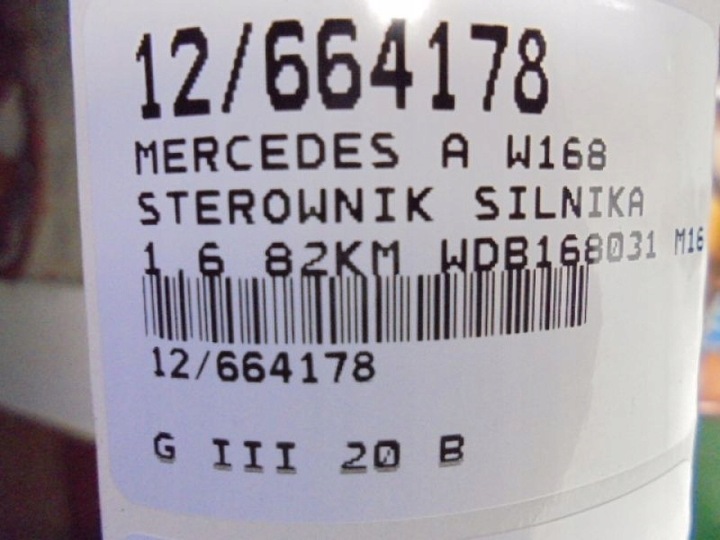 12/664178
MERCEDES A W168
STEROWNIK SILNIKA
1.6 82KM WDB168031 M16
12/664178
G III 20 B